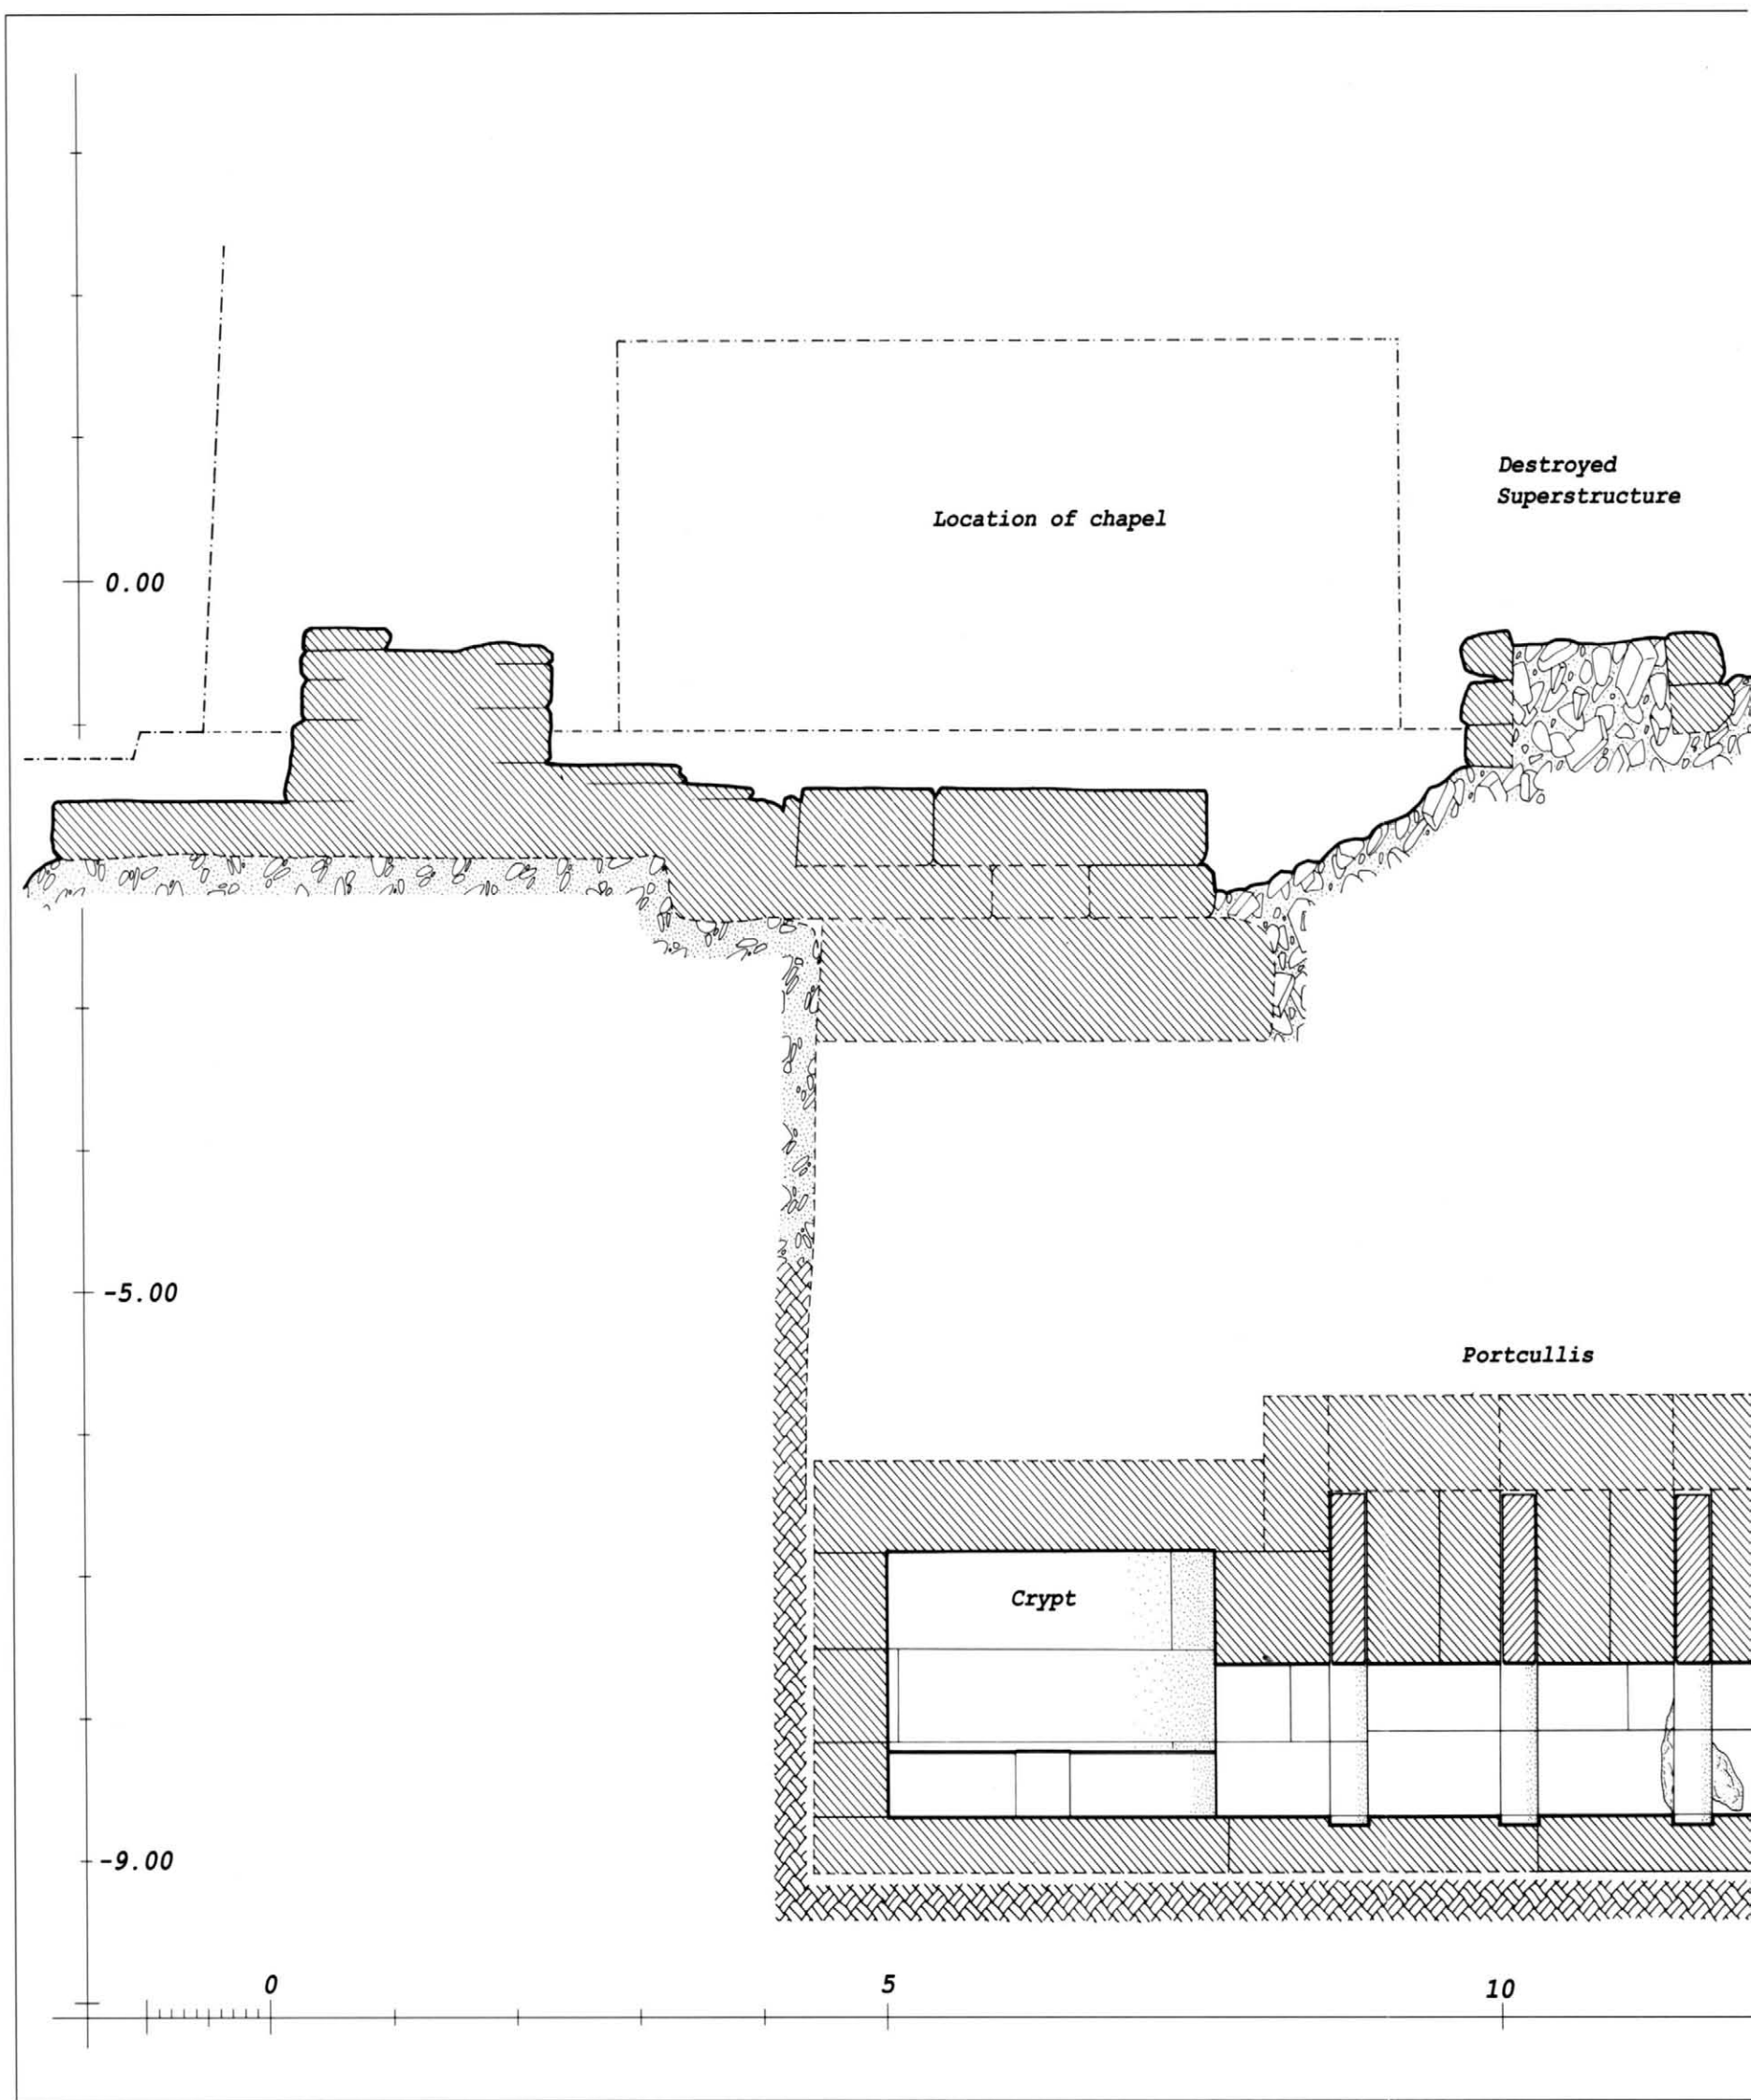 Destroyed
Superstructure
Location of chapel
0.00
-5.00
Portcullis
Crypt
-9.00
0
5
10